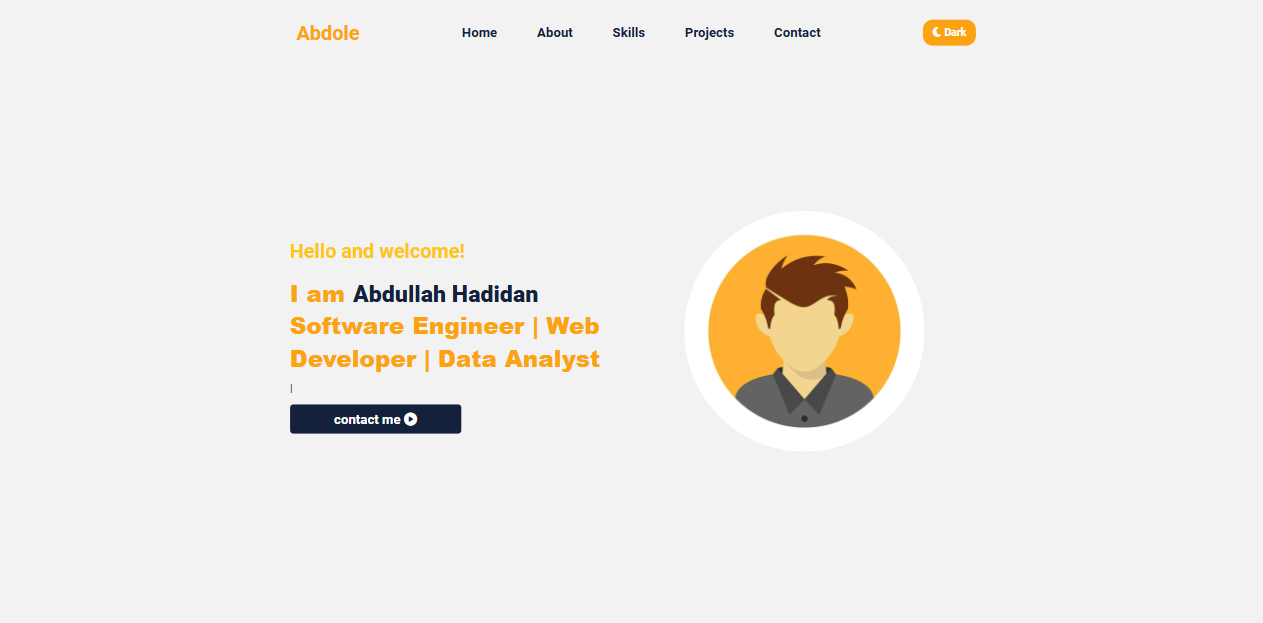 Abdole
Home About Skills Projects Contact
Dark
Hello and welcome!
I am Abdullah Hadidan
Software Engineer | Web
Developer | Data Analyst
|
contact me